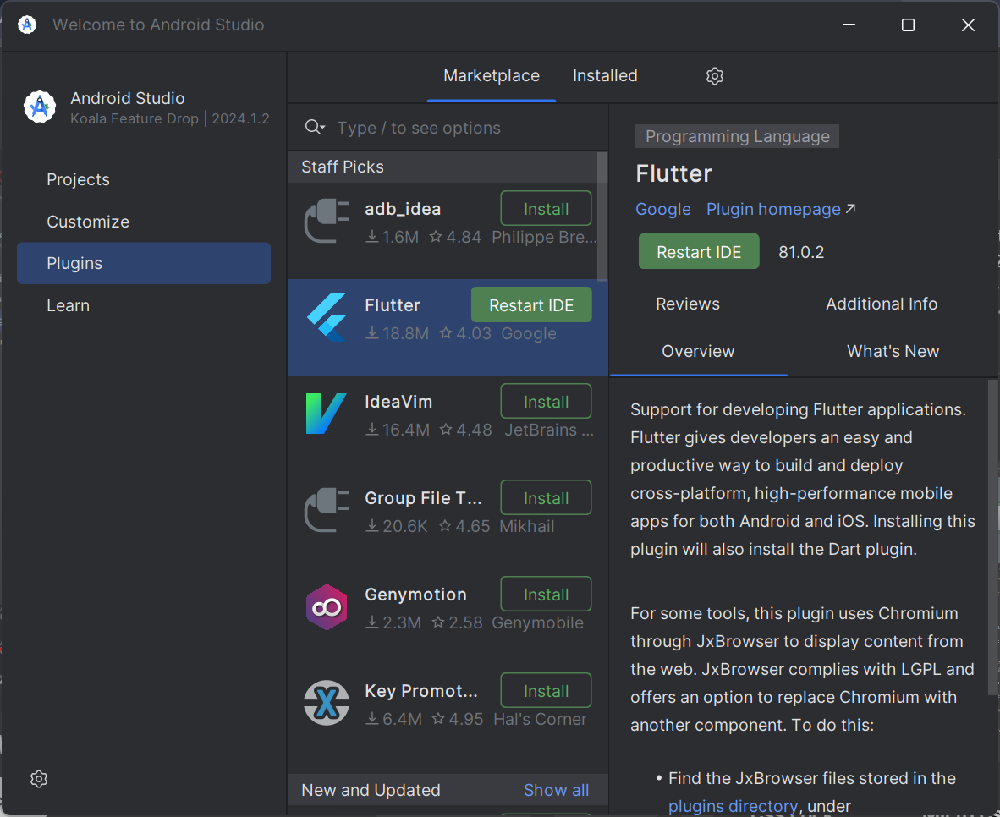 Welcome to Android Studio
Android Studio
Koala Feature Drop | 2024.1.2
Projects
Customize
Plugins
Learn
Marketplace
Installed
Type / to see options
Staff Picks
adb_idea
Install
1.6M
4.84
Philippe Bre...
Flutter
Restart IDE
18.8M
4.03
Google
IdeaVim
Install
16.4M
4.48
JetBrains ...
Group File T...
Install
20.6K
4.65
Mikhail
Genymotion
Install
2.3M
2.58
Genymobile
Key Promot...
Install
6.4M
4.95
Hal's Corner
New and Updated
Show all
Programming Language
Flutter
Google
Plugin homepage
Restart IDE
81.0.2
Reviews
Additional Info
Overview
What's New
Support for developing Flutter applications.
Flutter gives developers an easy and
productive way to build and deploy
cross-platform, high-performance mobile
apps for both Android and iOS. Installing this
plugin will also install the Dart plugin.
For some tools, this plugin uses Chromium
through JxBrowser to display content from
the web. JxBrowser complies with LGPL and
offers an option to replace Chromium with
another component. To do this:
• Find the JxBrowser files stored in the
plugins directory, under